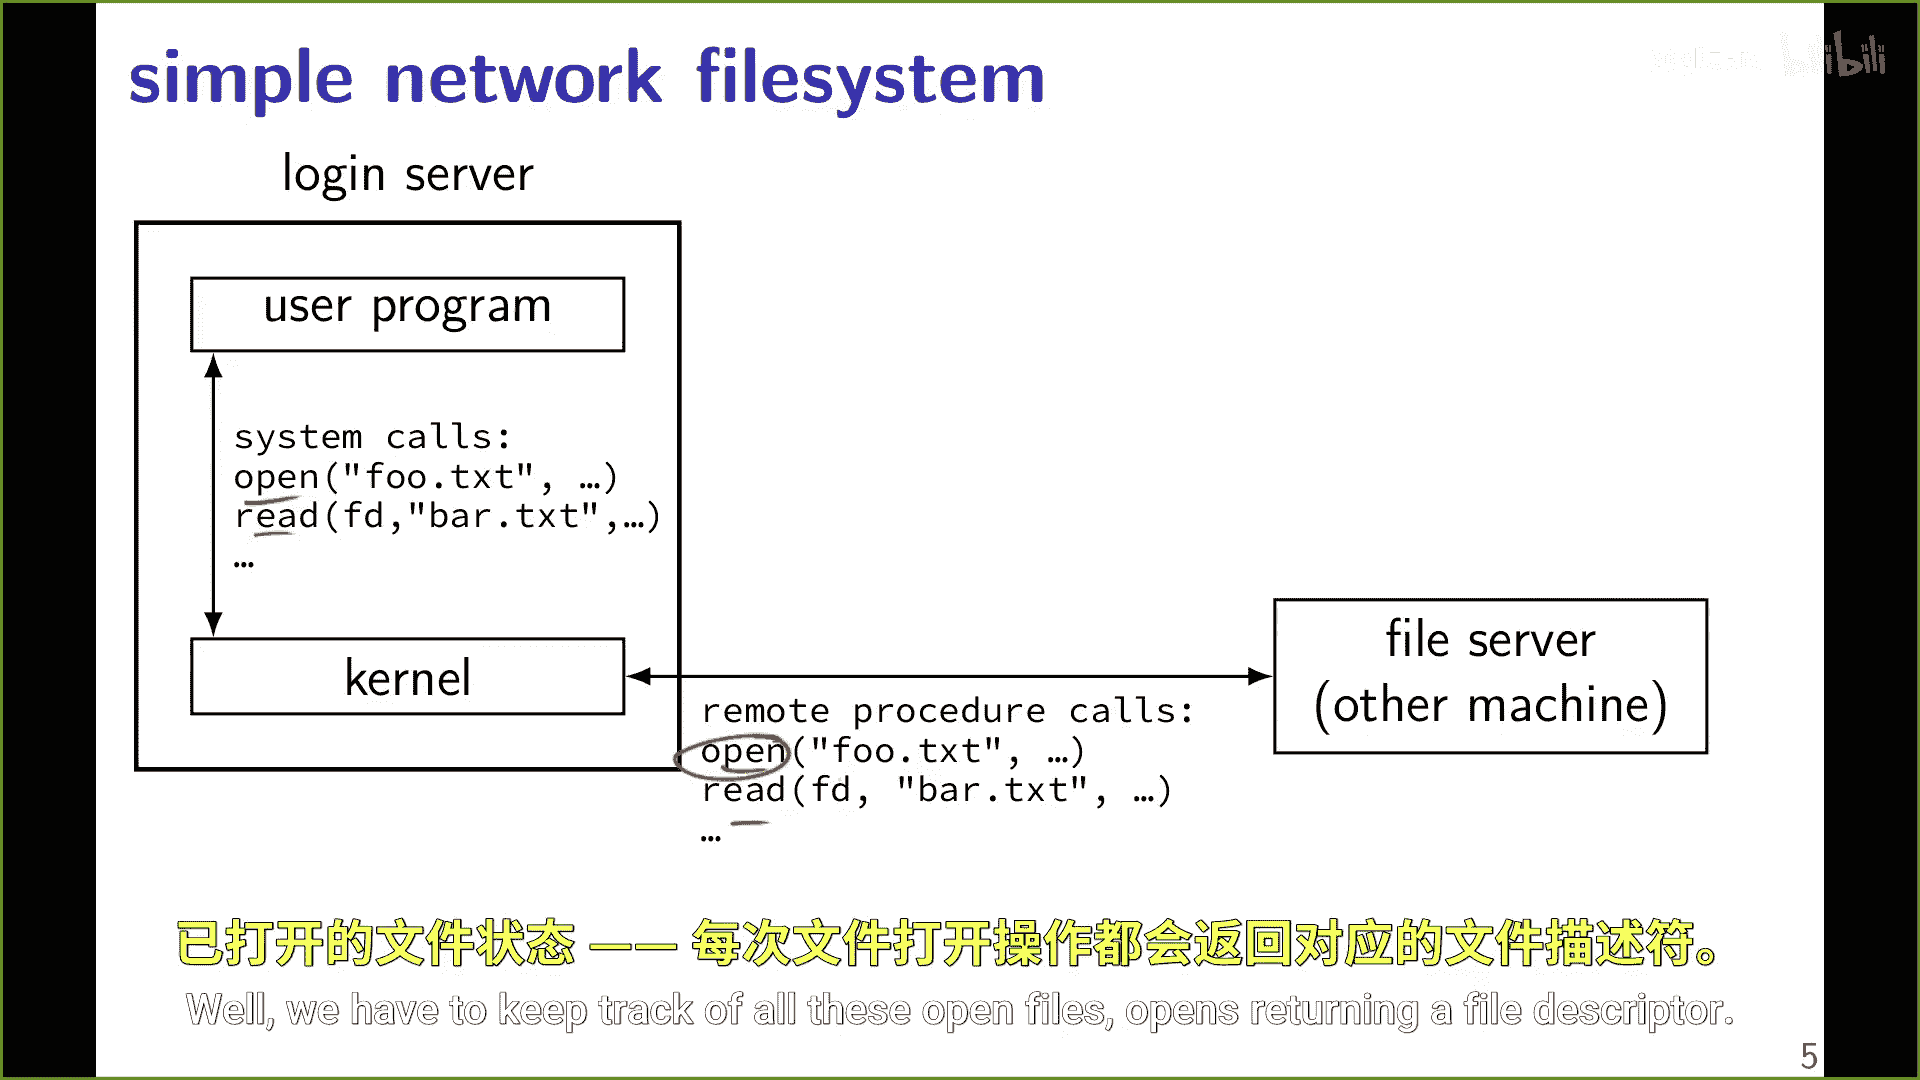 simple network filesystem
bilibili
login server
user program
system calls:
open("foo.txt", …)
read(fd,"bar.txt",…)
…
kernel
file server
(other machine)
remote procedure calls:
open("foo.txt", …)
read(fd, "bar.txt", …)
…
已打开的文件状态 —— 每次文件打开操作都会返回对应的文件描述符。
Well, we have to keep track of all these open files, opens returning a file descriptor.
5